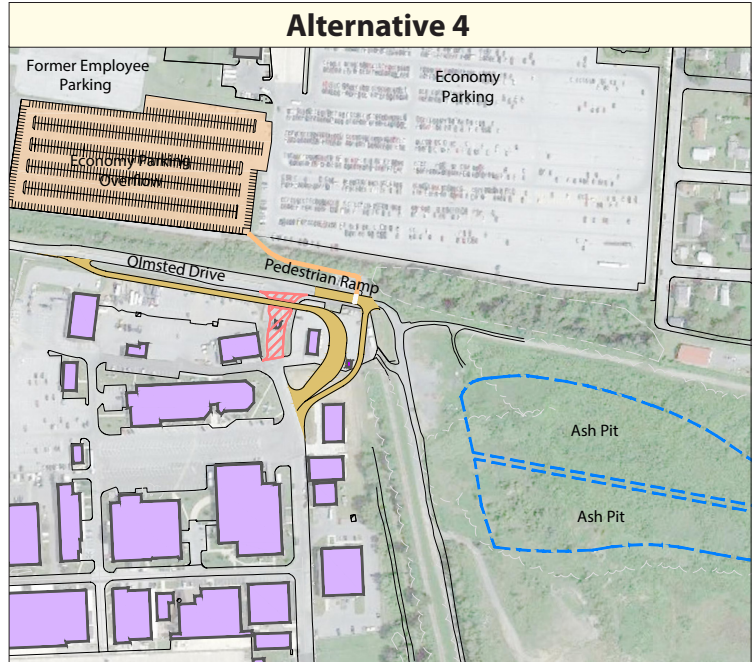 Alternative 4
Former Employee
Parking
Economy
Parking
Economy Parking
Overflow
Olmsted Drive
Pedestrian Ramp
Ash Pit
Ash Pit